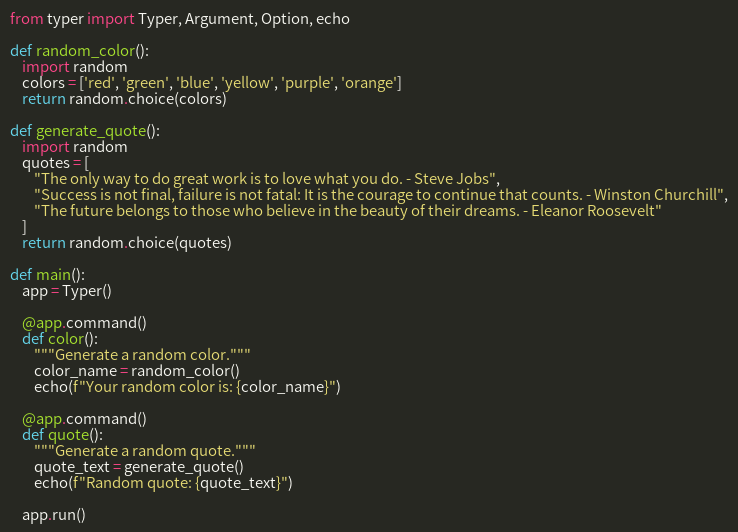 from typer import Typer, Argument, Option, echo

def random_color():
    import random
    colors = ['red', 'green', 'blue', 'yellow', 'purple', 'orange']
    return random.choice(colors)

def generate_quote():
    import random
    quotes = [
        "The only way to do great work is to love what you do. - Steve Jobs",
        "Success is not final, failure is not fatal: It is the courage to continue that counts. - Winston Churchill",
        "The future belongs to those who believe in the beauty of their dreams. - Eleanor Roosevelt"
    ]
    return random.choice(quotes)

def main():
    app = Typer()

    @app.command()
    def color():
        """Generate a random color."""
        color_name = random_color()
        echo(f"Your random color is: {color_name}")

    @app.command()
    def quote():
        """Generate a random quote."""
        quote_text = generate_quote()
        echo(f"Random quote: {quote_text}")

    app.run()